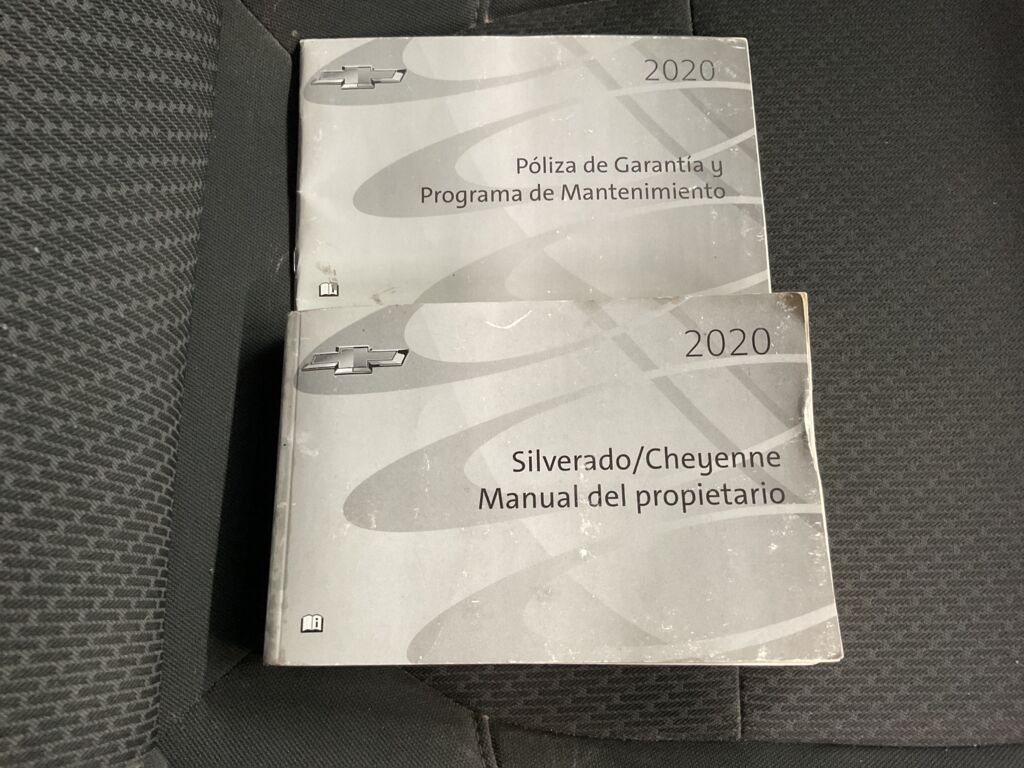 2020
Póliza de Garantía y
Programa de Mantenimiento
2020
Silverado/Cheyenne
Manual del propietario